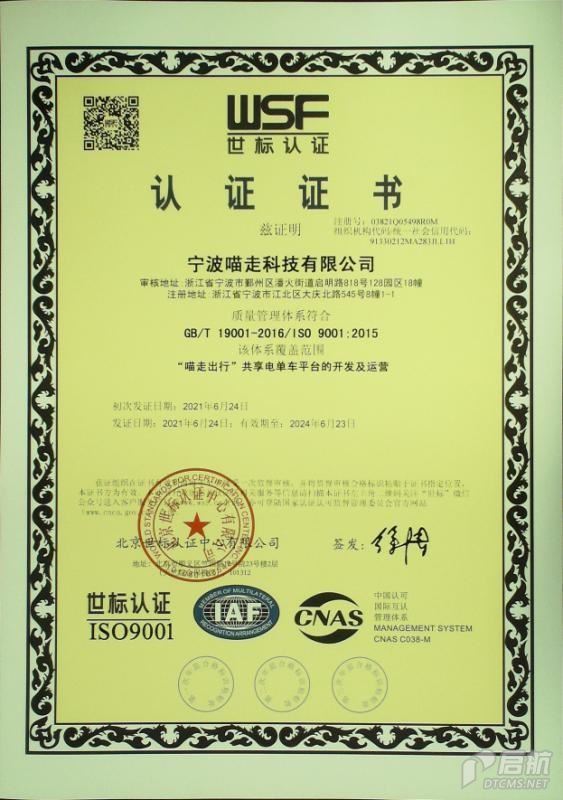 WSF
世标认证
认证证书
兹证明
注册号: 03821Q05498R0M
组织机构代码/统一社会信用代码:
91330212MA283JLL1H
宁波喵走科技有限公司
审核地址:浙江省宁波市鄞州区潘火街道启明路818号128园区18幢
注册地址:浙江省宁波市江北区大庆北路545号8幢1-1
质量管理体系符合
GB/T 19001-2016/ISO 9001:2015
该体系覆盖范围
“喵走出行”共享电单车平台的开发及运营
初次发证日期: 2021年6月24日
发证日期: 2021年6月24日; 有效期至: 2024年6月23日
北京世标认证中心有限公司
签发:
世标认证
ISO9001
MEMBER OF MULTILATERAL
IAF
RECOGNITION ARRANGEMENT
CNAS
中国认可
国际互认
管理体系
MANAGEMENT SYSTEM
CNAS C038-M
启航
DTCMS.NET